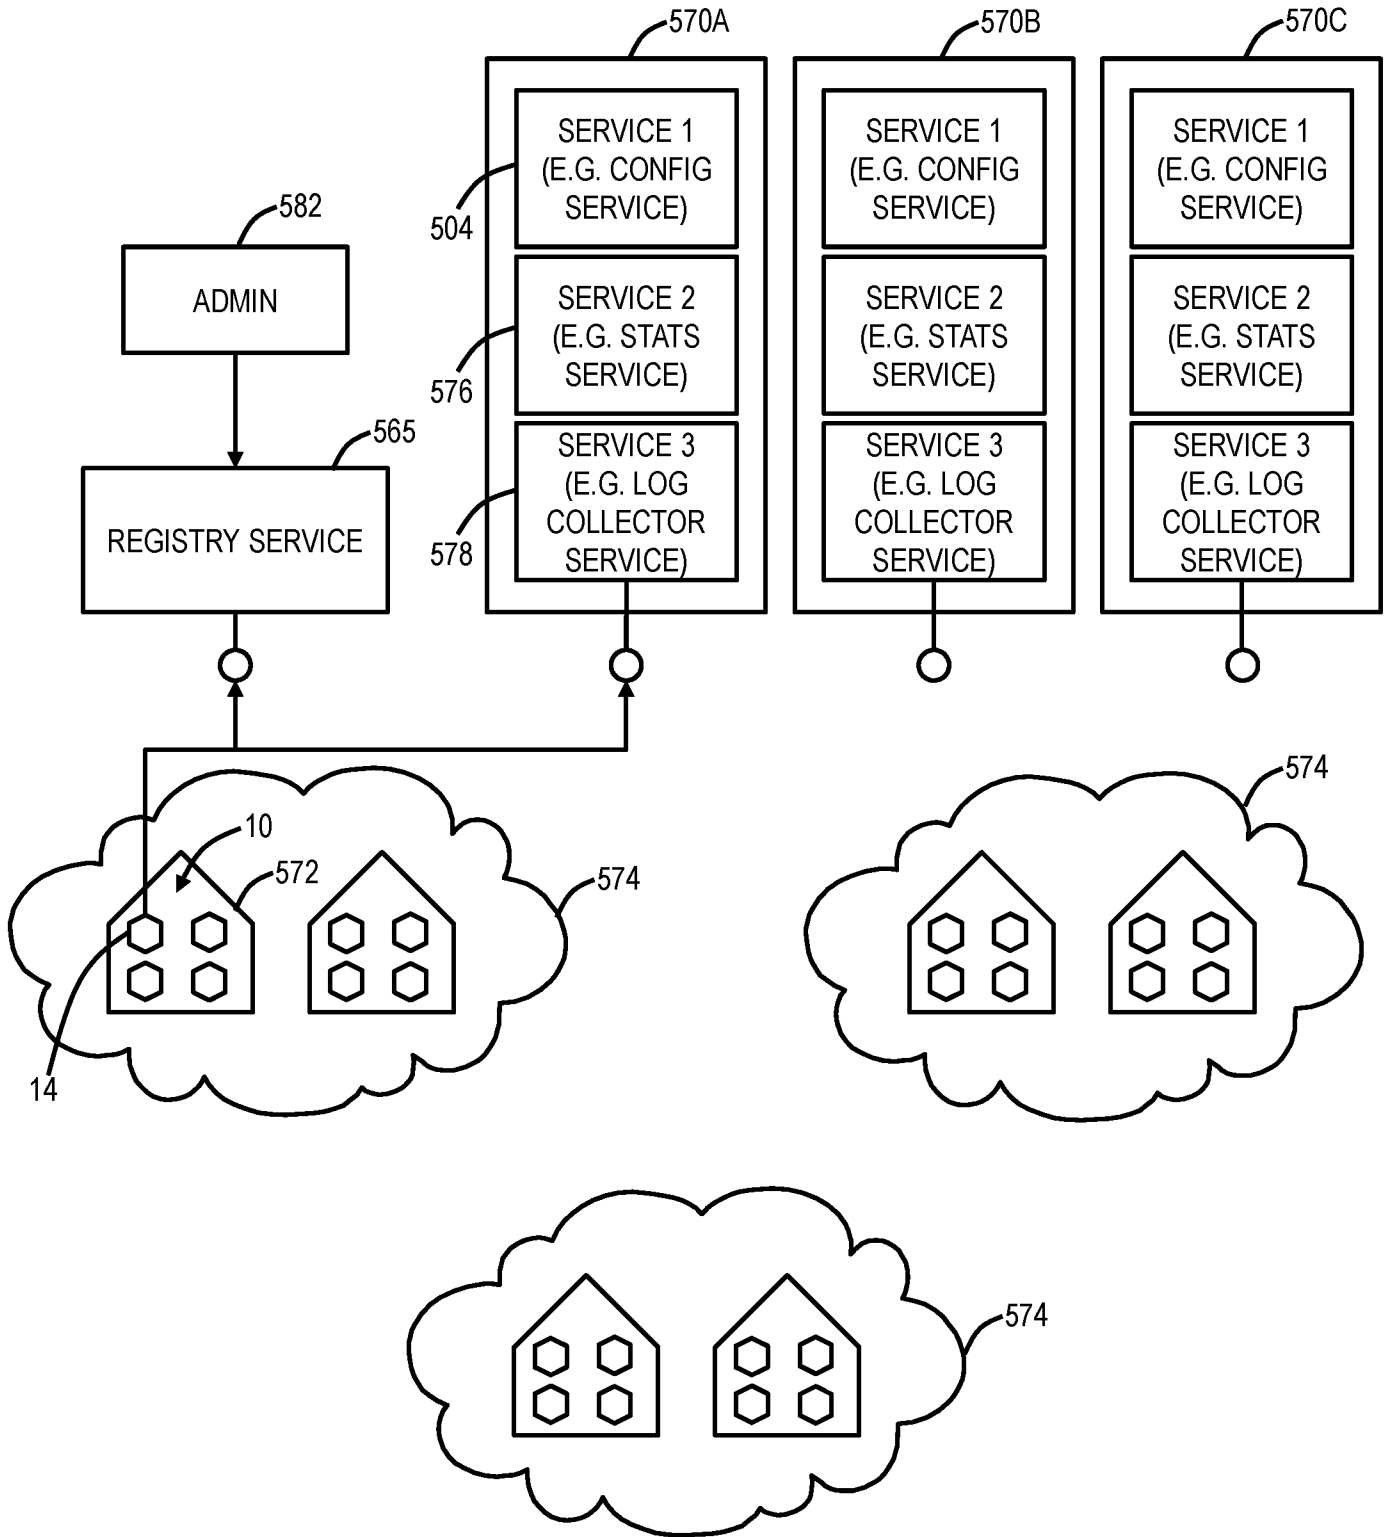 570A
570B
570C
SERVICE 1
(E.G. CONFIG
SERVICE)
SERVICE 1
(E.G. CONFIG
SERVICE)
SERVICE 1
(E.G. CONFIG
SERVICE)
504
582
ADMIN
SERVICE 2
(E.G. STATS
SERVICE)
SERVICE 2
(E.G. STATS
SERVICE)
SERVICE 2
(E.G. STATS
SERVICE)
576
565
REGISTRY SERVICE
SERVICE 3
(E.G. LOG
COLLECTOR
SERVICE)
SERVICE 3
(E.G. LOG
COLLECTOR
SERVICE)
SERVICE 3
(E.G. LOG
COLLECTOR
SERVICE)
578
574
10
572
574
14
574